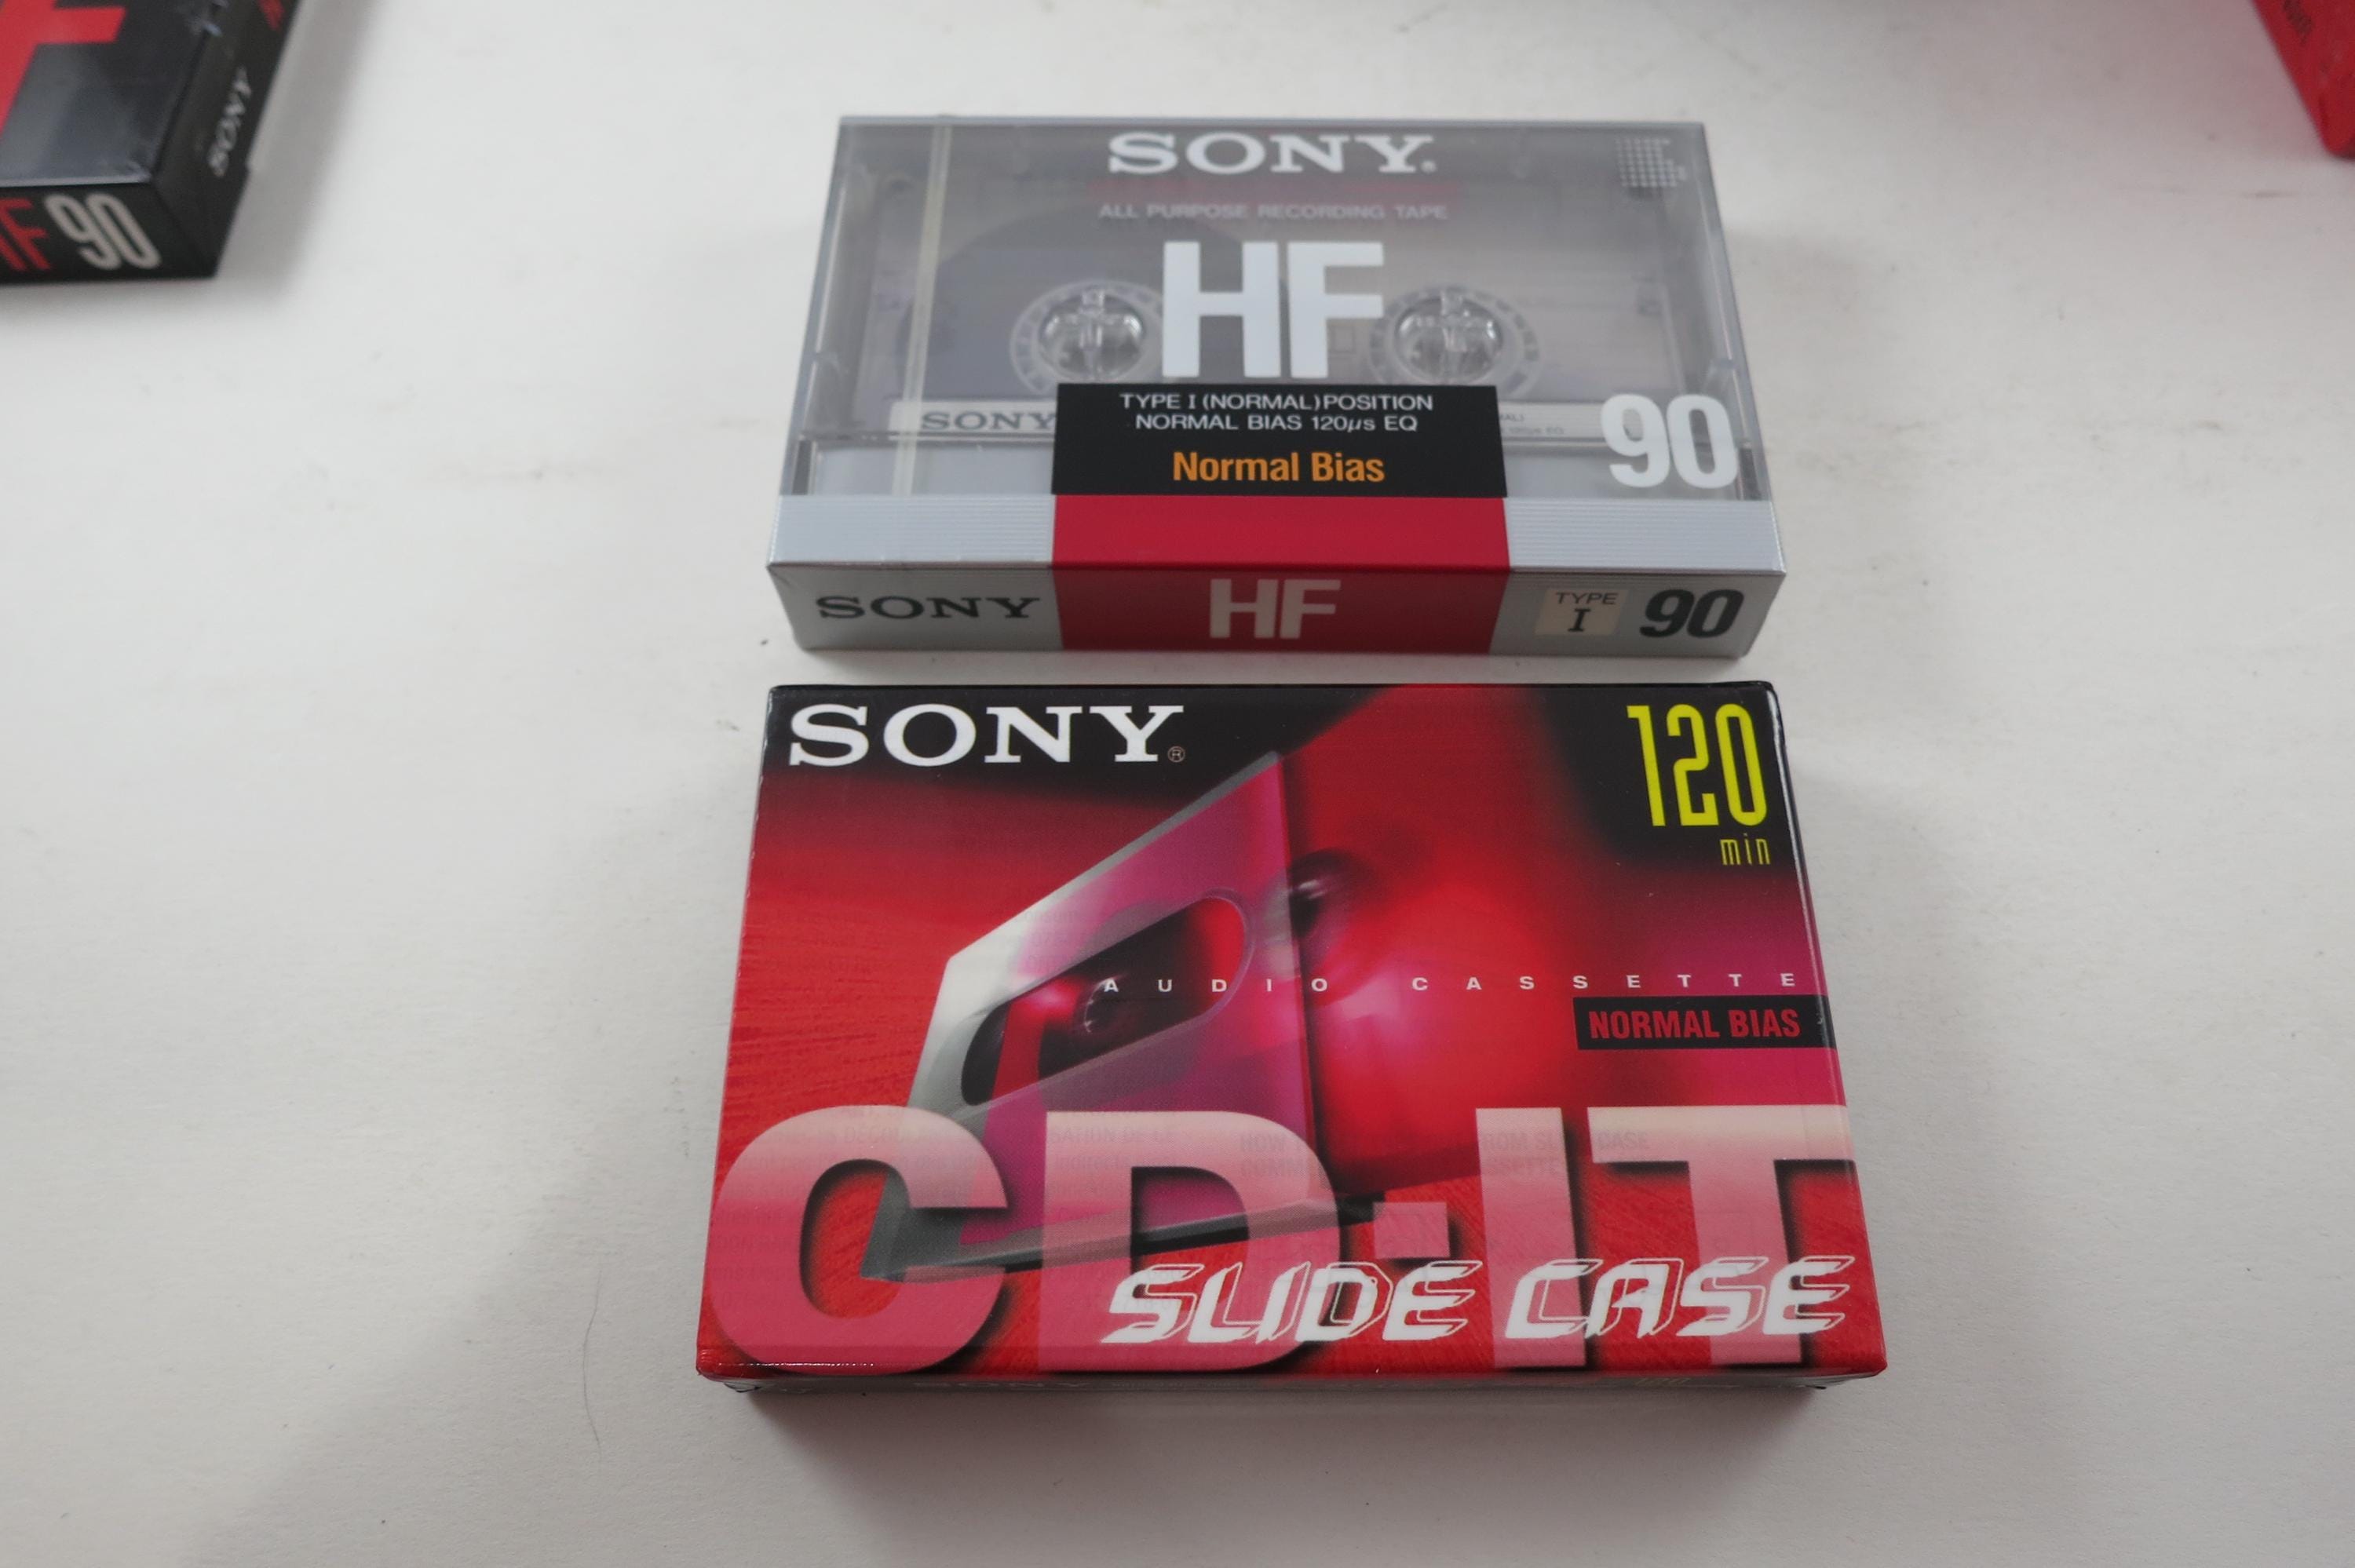 SONY
F 90
SONY®
ALL PURPOSE RECORDING TAPE
HF
SONY
TYPE I (NORMAL) POSITION
NORMAL BIAS 120µs EQ
Normal Bias
90
SONY
HF
TYPE
I
90
SONY®
120
min
AUDIO CASSETTE
NORMAL BIAS
CD-IT
SLIDE CASE